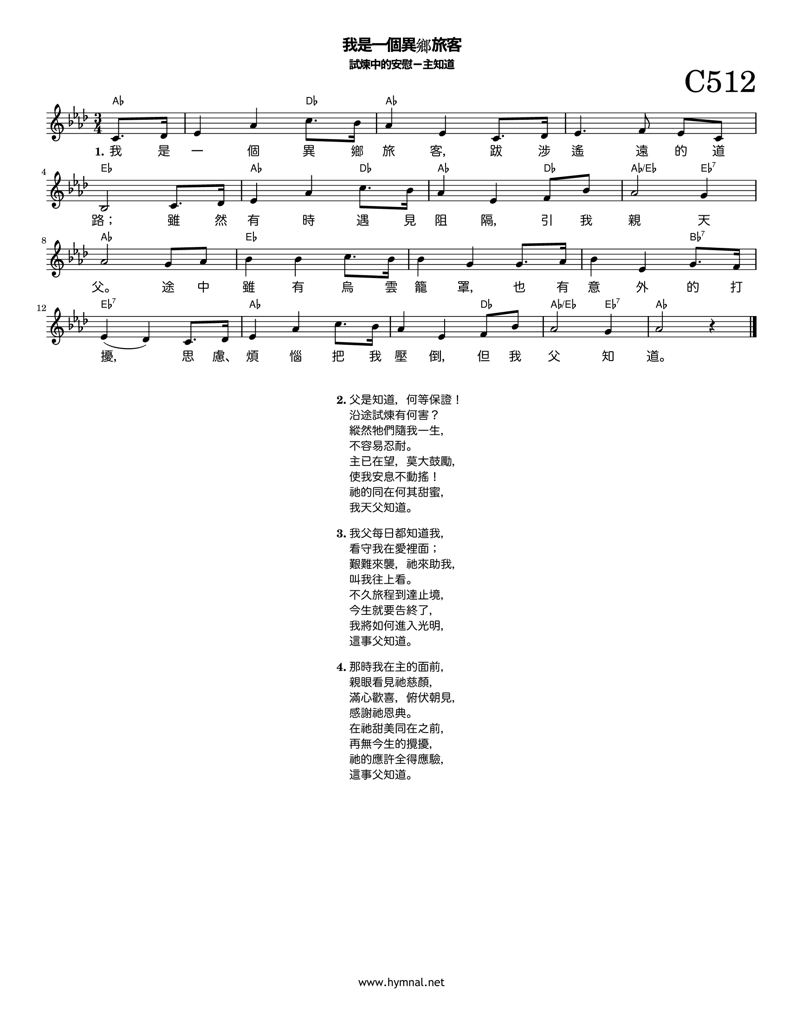 我是一個異鄉旅客
試煉中的安慰－主知道
C512
A♭ D♭ A♭
3
4
1. 我 是 一 個 異 鄉 旅 客, 跋 涉 遙 遠 的 道
4 E♭ A♭ D♭ A♭ D♭ A♭/E♭ E♭7
路； 雖 然 有 時 遇 見 阻 隔, 引 我 親 天
8 A♭ E♭ B♭7
父。 途 中 雖 有 烏 雲 籠 罩, 也 有 意 外 的 打
12 E♭7 A♭ D♭ A♭/E♭ E♭7 A♭
擾, 思 慮、 煩 惱 把 我 壓 倒, 但 我 父 知 道。
2. 父是知道, 何等保證！
沿途試煉有何害？
縱然牠們隨我一生,
不容易忍耐。
主已在望, 莫大鼓勵,
使我安息不動搖！
祂的同在何其甜蜜,
我天父知道。
3. 我父每日都知道我,
看守我在愛裡面；
艱難來襲, 祂來助我,
叫我往上看。
不久旅程到達止境,
今生就要告終了,
我將如何進入光明,
這事父知道。
4. 那時我在主的面前,
親眼看見祂慈顏,
滿心歡喜, 俯伏朝見,
感謝祂恩典。
在祂甜美同在之前,
再無今生的攪擾,
祂的應許全得應驗,
這事父知道。
www.hymnal.net